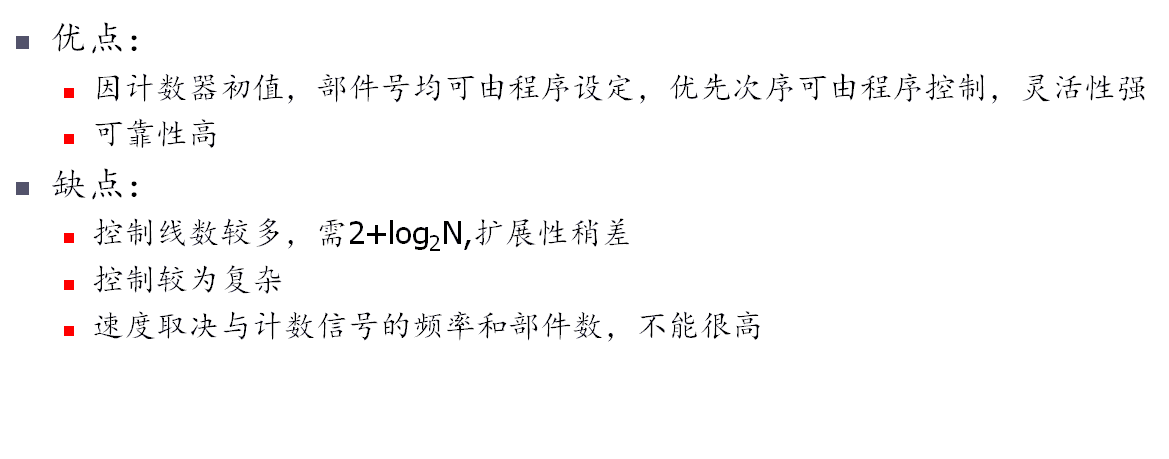 优点：
因计数器初值，部件号均可由程序设定，优先次序可由程序控制，灵活性强
可靠性高
缺点：
控制线数较多，需2+log₂N,扩展性稍差
控制较为复杂
速度取决与计数信号的频率和部件数，不能很高